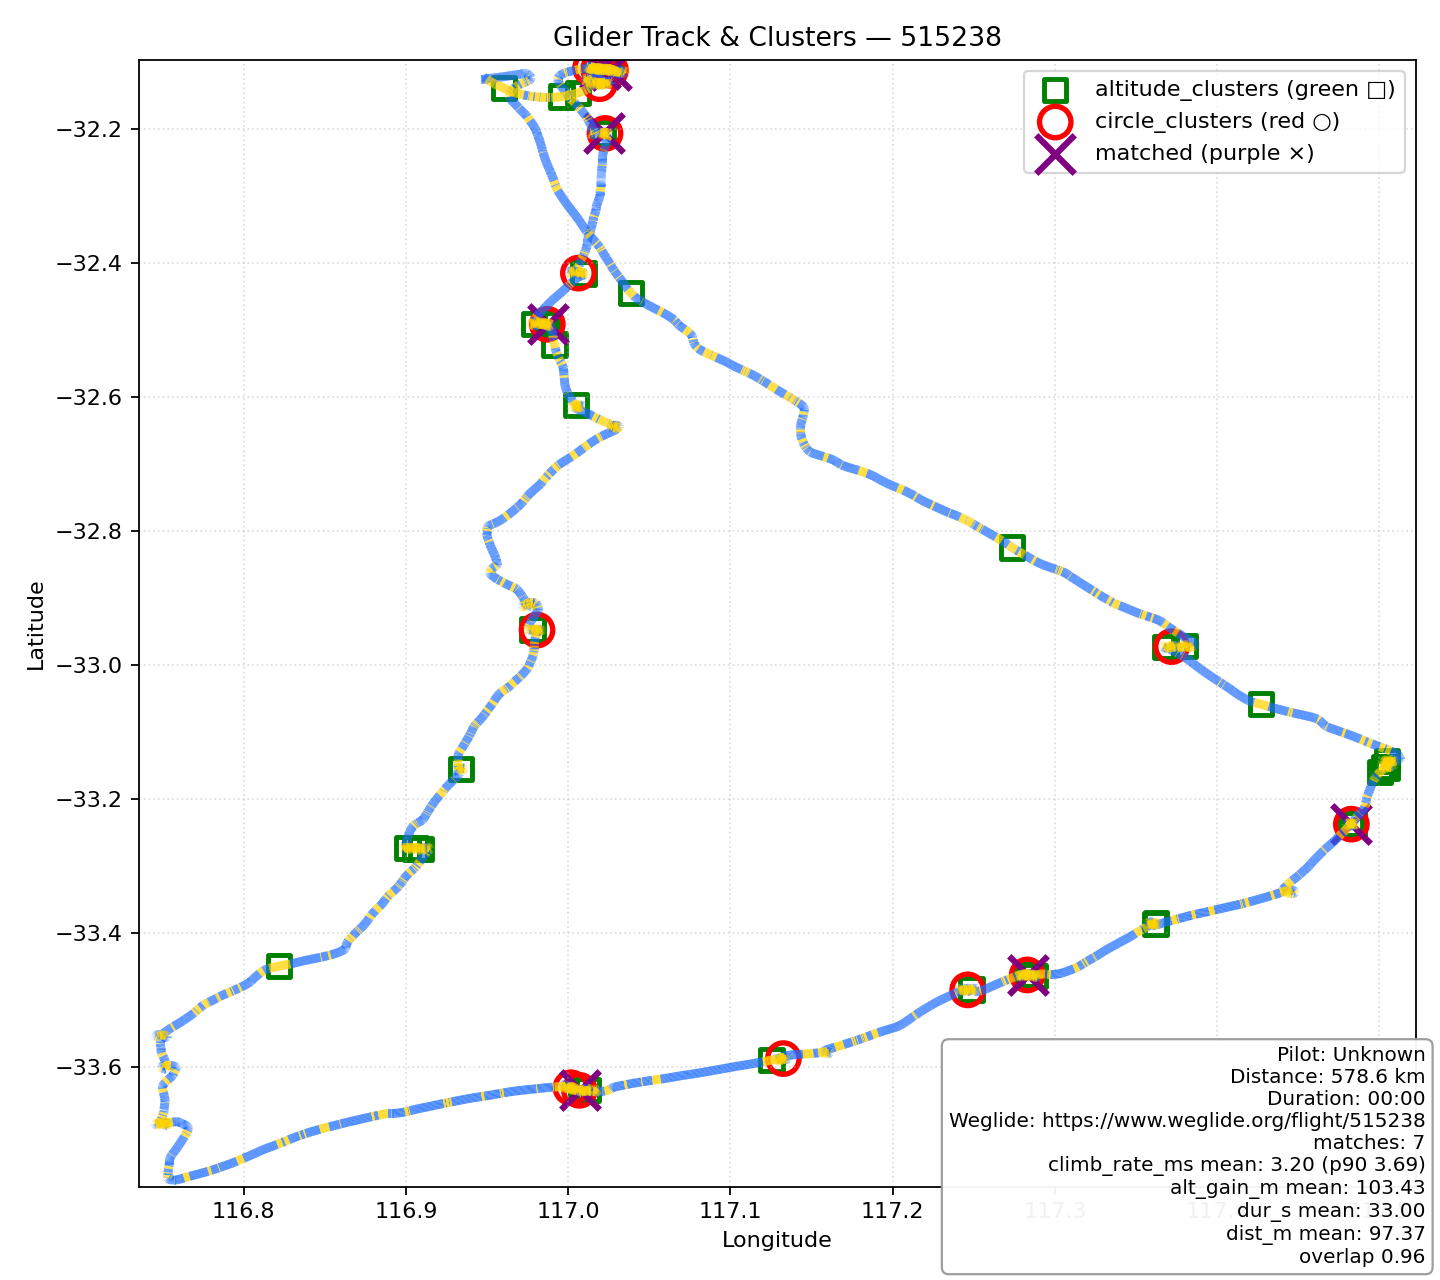 Glider Track & Clusters — 515238
altitude_clusters (green □)
circle_clusters (red ○)
matched (purple ×)
Latitude
−32.2
−32.4
−32.6
−32.8
−33.0
−33.2
−33.4
−33.6
Pilot: Unknown
Distance: 578.6 km
Duration: 00:00
Weglide: https://www.weglide.org/flight/515238
matches: 7
climb_rate_ms mean: 3.20 (p90 3.69)
alt_gain_m mean: 103.43
dur_s mean: 33.00
dist_m mean: 97.37
overlap 0.96
116.8 116.9 117.0 117.1 117.2 117.3
Longitude